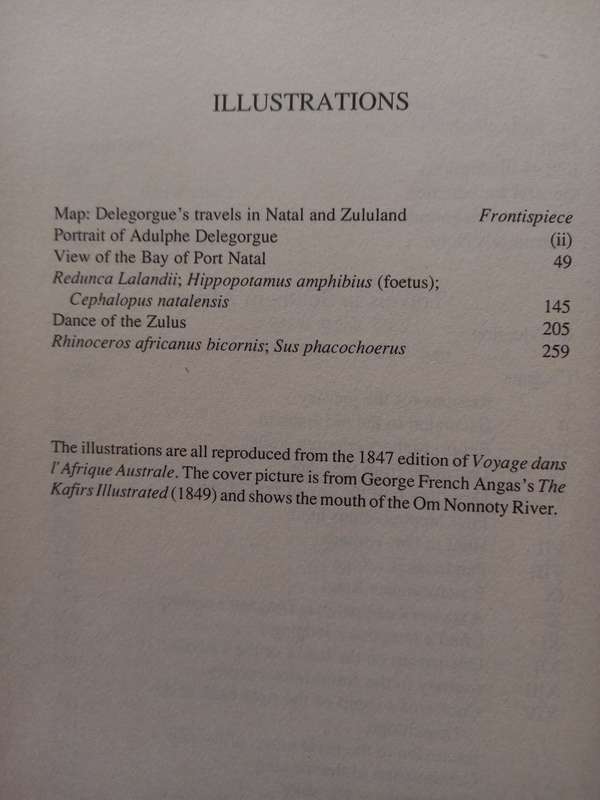 ILLUSTRATIONS
Map: Delegorgue's travels in Natal and Zululand Frontispiece
Portrait of Adulphe Delegorgue (ii)
View of the Bay of Port Natal 49
Redunca Lalandii; Hippopotamus amphibius (foetus);
Cephalopus natalensis 145
Dance of the Zulus 205
Rhinoceros africanus bicornis; Sus phacochoerus 259
The illustrations are all reproduced from the 1847 edition of Voyage dans
l'Afrique Australe. The cover picture is from George French Angas's The
Kafirs Illustrated (1849) and shows the mouth of the Om Nonnoty River.